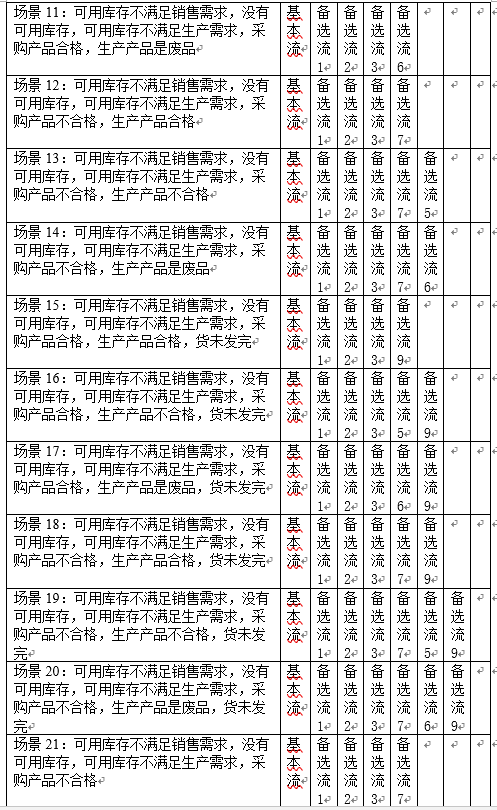 场景 11：可用库存不满足销售需求，没有
可用库存，可用库存不满足生产需求，采
购产品合格，生产产品是废品
基本流
备选流1
备选流2
备选流3
备选流6
场景 12：可用库存不满足销售需求，没有
可用库存，可用库存不满足生产需求，采
购产品不合格，生产产品合格
基本流
备选流1
备选流2
备选流3
备选流7
场景 13：可用库存不满足销售需求，没有
可用库存，可用库存不满足生产需求，采
购产品不合格，生产产品不合格
基本流
备选流1
备选流2
备选流3
备选流7
备选流5
场景 14：可用库存不满足销售需求，没有
可用库存，可用库存不满足生产需求，采
购产品不合格，生产产品是废品
基本流
备选流1
备选流2
备选流3
备选流7
备选流6
场景 15：可用库存不满足销售需求，没有
可用库存，可用库存不满足生产需求，采
购产品合格，生产产品合格，货未发完
基本流
备选流1
备选流2
备选流3
备选流9
场景 16：可用库存不满足销售需求，没有
可用库存，可用库存不满足生产需求，采
购产品合格，生产产品不合格，货未发完
基本流
备选流1
备选流2
备选流3
备选流5
备选流9
场景 17：可用库存不满足销售需求，没有
可用库存，可用库存不满足生产需求，采
购产品合格，生产产品是废品，货未发完
基本流
备选流1
备选流2
备选流3
备选流6
备选流9
场景 18：可用库存不满足销售需求，没有
可用库存，可用库存不满足生产需求，采
购产品不合格，生产产品合格，货未发完
基本流
备选流1
备选流2
备选流3
备选流7
备选流9
场景 19：可用库存不满足销售需求，没有
可用库存，可用库存不满足生产需求，采
购产品不合格，生产产品不合格，货未发
完
基本流
备选流1
备选流2
备选流3
备选流7
备选流5
备选流9
场景 20：可用库存不满足销售需求，没有
可用库存，可用库存不满足生产需求，采
购产品不合格，生产产品是废品，货未发
完
基本流
备选流1
备选流2
备选流3
备选流7
备选流6
备选流9
场景 21：可用库存不满足销售需求，没有
可用库存，可用库存不满足生产需求，采
购产品不合格
基本流
备选流1
备选流2
备选流3
备选流7